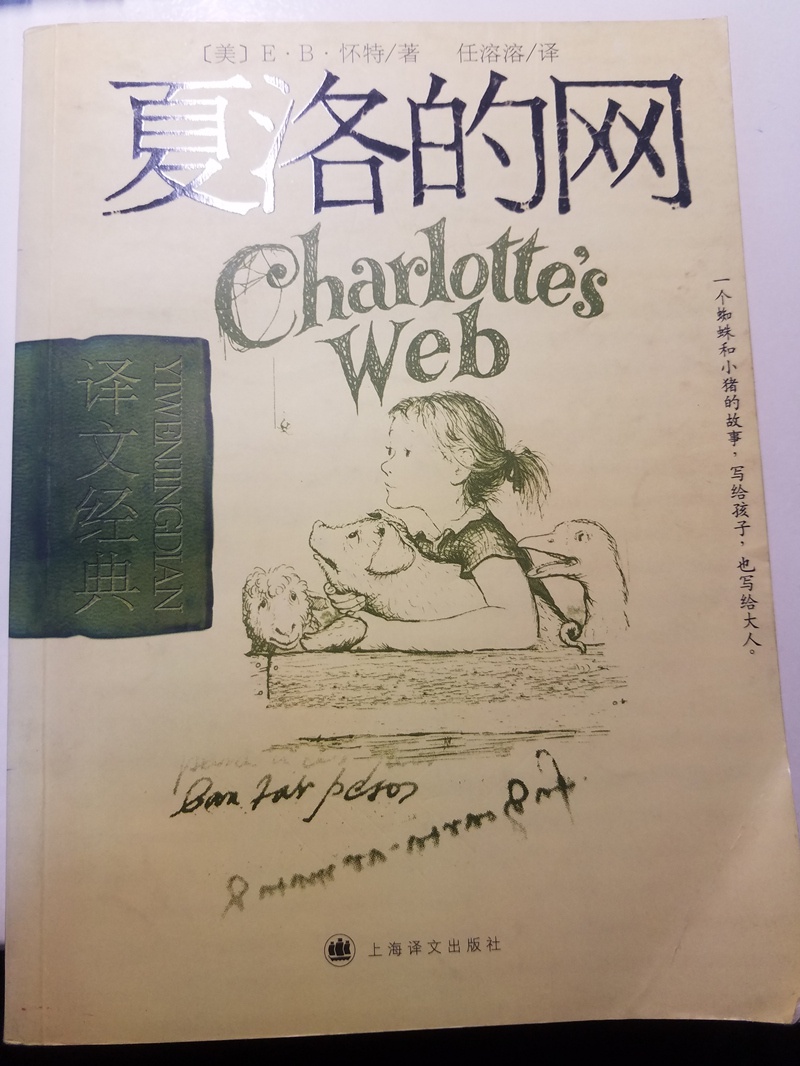 〔美〕E·B·怀特/著 任溶溶/译
夏洛的网
Charlotte's
Web
一个蜘蛛和小猪的故事，写给孩子，也写给大人。
译文经典
YIWENJINGDIAN
pesos
上海译文出版社